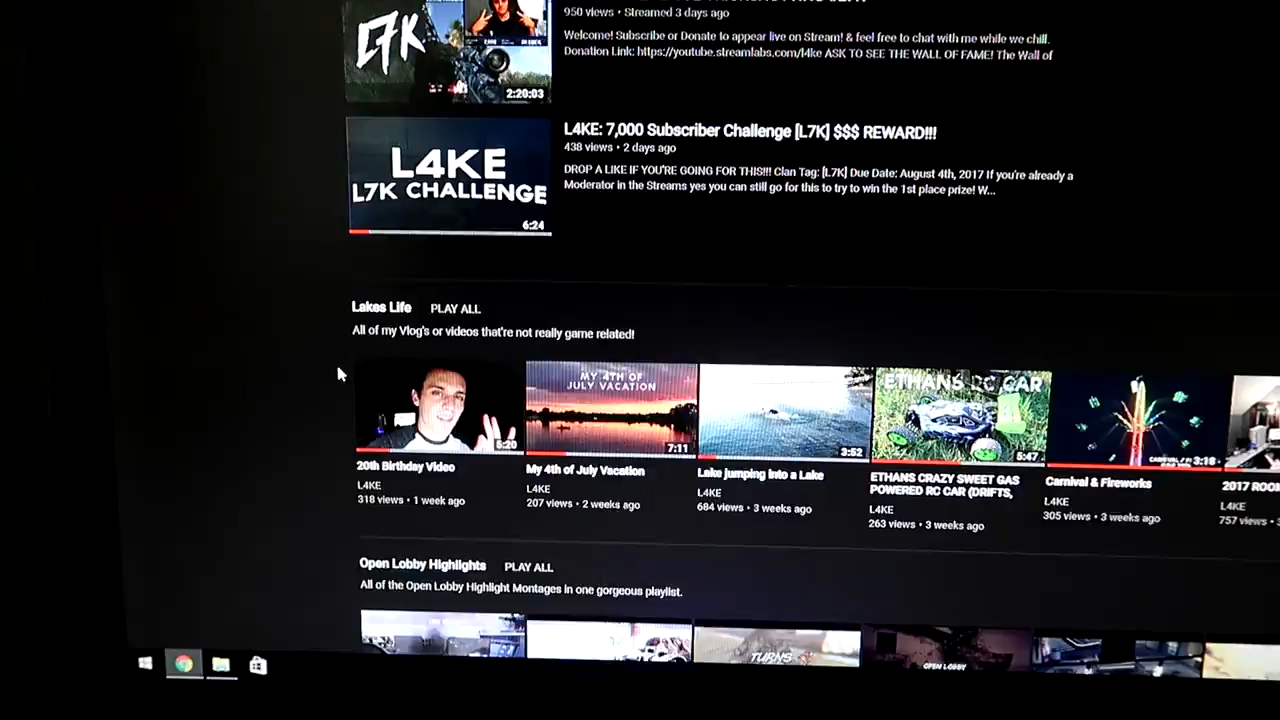 950 views • Streamed 3 days ago
Welcome! Subscribe or Donate to appear live on Stream! & feel free to chat with me while we chill.
Donation Link: https://youtube.streamlabs.com/l4ke ASK TO SEE THE WALL OF FAME! The Wall of
L7K
2:20:03
L4KE: 7,000 Subscriber Challenge [L7K] $$$ REWARD!!!
438 views • 2 days ago
DROP A LIKE IF YOU'RE GOING FOR THIS!!! Clan Tag: [L7K] Due Date: August 4th, 2017 If you're already a
Moderator in the Streams yes you can still go for this to try to win the 1st place prize! W...
L4KE
L7K CHALLENGE
6:24
Lakes Life PLAY ALL
All of my Vlog's or videos that're not really game related!
5:20
20th Birthday Video
L4KE
318 views • 1 week ago
MY 4TH OF
JULY VACATION
7:11
My 4th of July Vacation
L4KE
207 views • 2 weeks ago
3:52
Lake jumping into a Lake
L4KE
684 views • 3 weeks ago
ETHANS RC CAR
5:47
ETHANS CRAZY SWEET GAS
POWERED RC CAR (DRIFTS,
L4KE
263 views • 3 weeks ago
3:18
Carnival & Fireworks
L4KE
305 views • 3 weeks ago
2017 ROO
L4KE
757 views •
Open Lobby Highlights PLAY ALL
All of the Open Lobby Highlight Montages in one gorgeous playlist.
TURNS
OPEN LOBBY